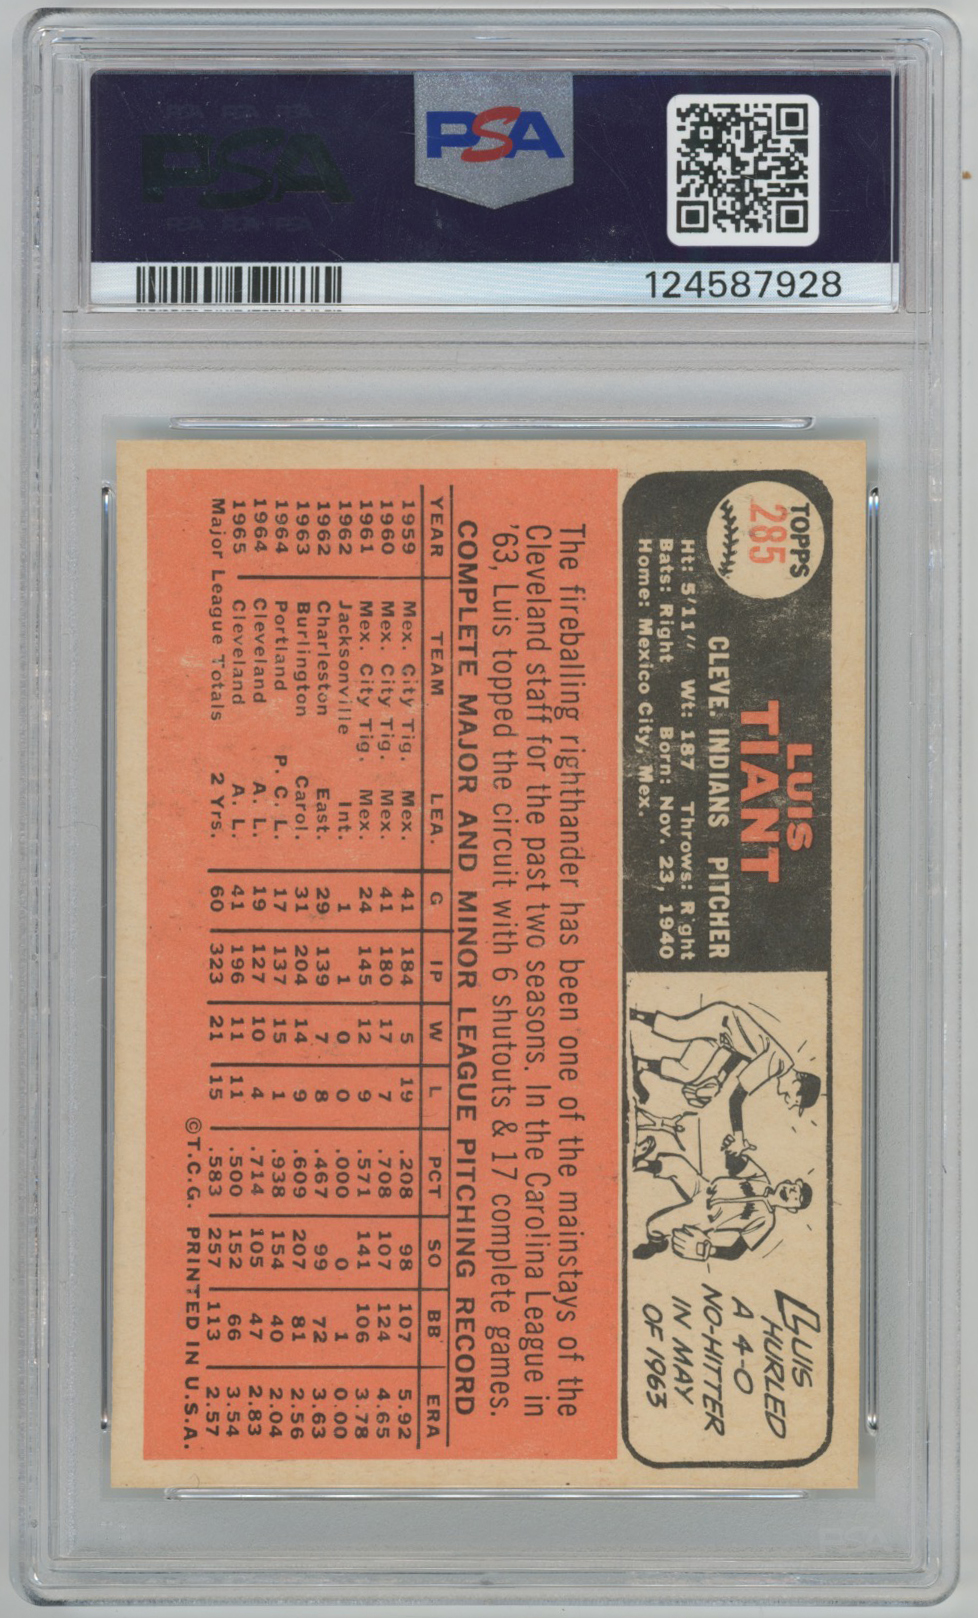 PSA
PSA PSA PSA
PSA
PSA PSA PSA
124587928
TOPPS
285
LUIS
TIANT
CLEVE. INDIANS PITCHER
Ht: 5/11" Wt: 187 Throws: Right
Bats: Right Born: Nov. 23, 1940
Home: Mexico City, Mex.
LUIS
HURLED
A 4-0
NO-HITTER
IN MAY
OF 1963
The fireballing righthander has been one of the mainstays of the
Cleveland staff for the past two seasons. In the Carolina League in
'63, Luis topped the circuit with 6 shutouts & 17 complete games.
COMPLETE MAJOR AND MINOR LEAGUE PITCHING RECORD
YEAR TEAM LEA. G IP W L PCT SO BB ERA
1959 Mex. City Tig. Mex. 41 184 5 19 .208 98 107 5.92
1960 Mex. City Tig. Mex. 41 180 17 7 .708 107 124 4.65
1961 Mex. City Tig. Mex. 24 145 12 9 .571 141 106 3.78
1962 Jacksonville Int. 1 1 0 0 .000 0 1 0.00
1962 Charleston East. 29 139 7 8 .467 99 72 3.63
1963 Burlington Carol. 31 204 14 9 .609 207 81 2.56
1964 Portland P. C. L. 17 137 15 1 .938 154 40 2.04
1964 Cleveland A. L. 19 127 10 4 .714 105 47 2.83
1965 Cleveland A. L. 41 196 11 11 .500 152 66 3.54
Major League Totals 2 Yrs. 60 323 21 15 .583 257 113 2.57
©T.C.G. PRINTED IN U.S.A.
PSA